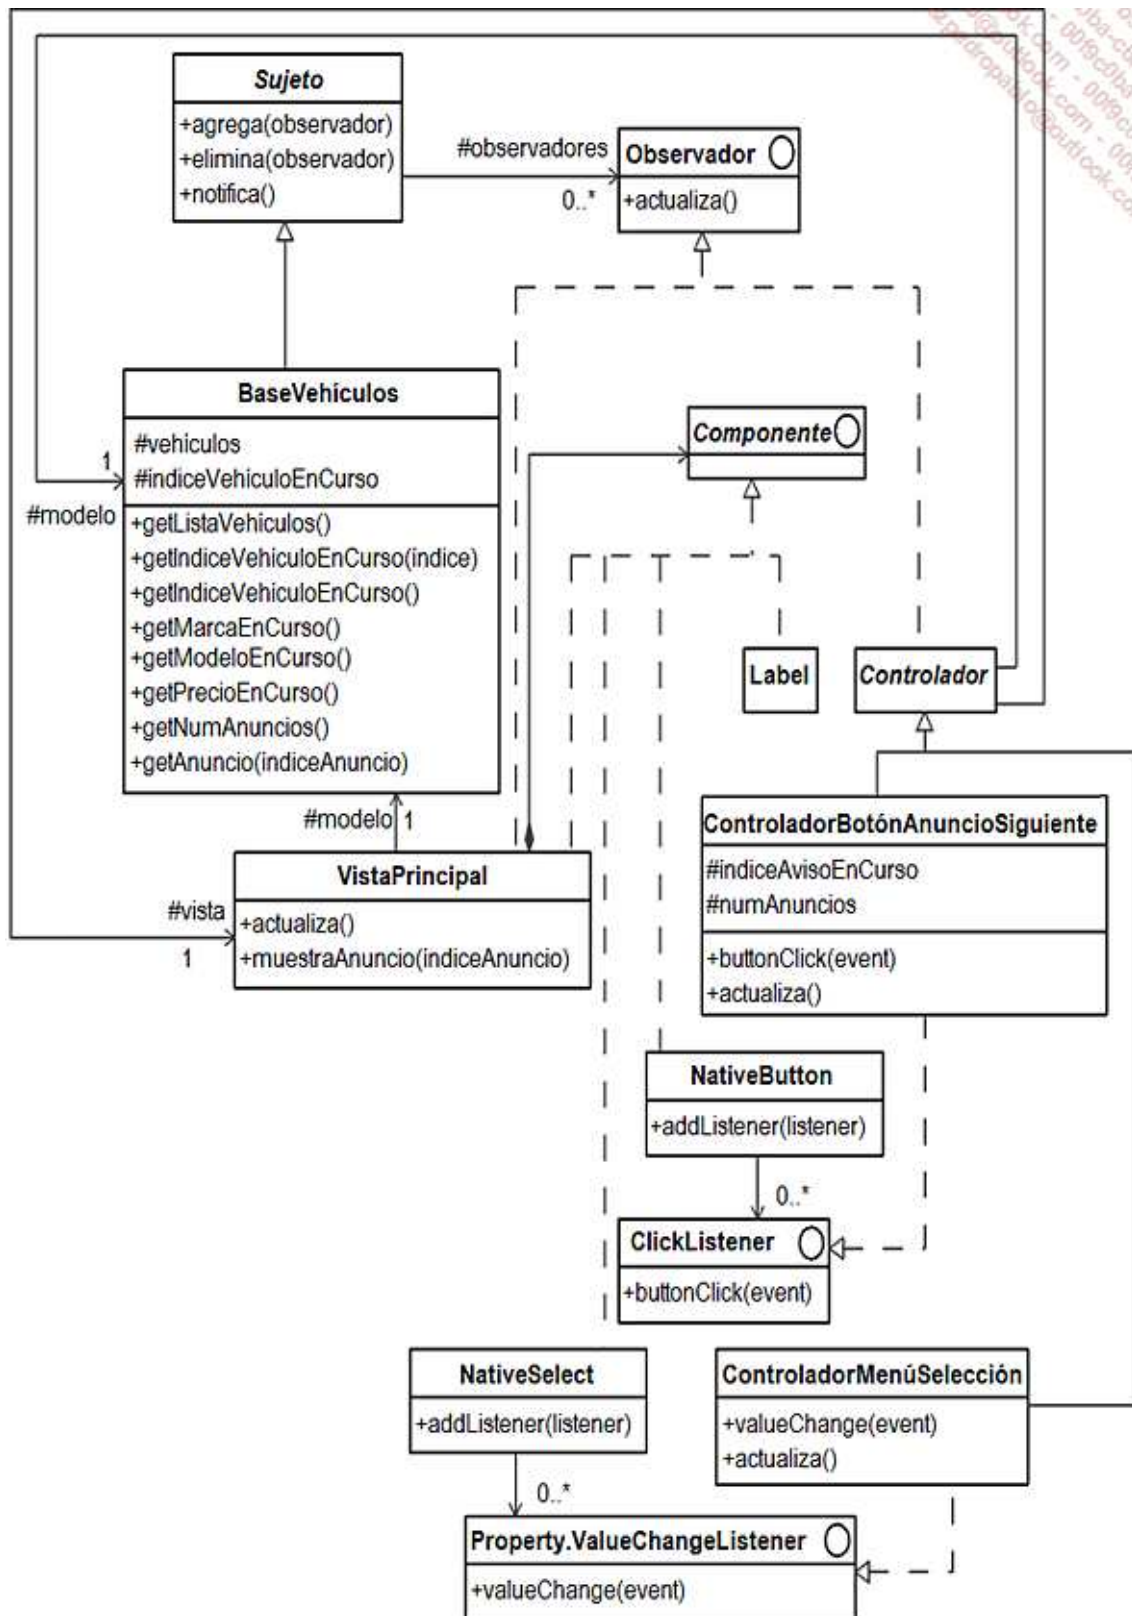 Sujeto
+agrega(observador)
+elimina(observador)
+notifica()
#observadores
0..*
Observador
+actualiza()
BaseVehículos
#vehiculos
#indiceVehiculoEnCurso
+getListaVehiculos()
+getIndiceVehiculoEnCurso(indice)
+getIndiceVehiculoEnCurso()
+getMarcaEnCurso()
+getModeloEnCurso()
+getPrecioEnCurso()
+getNumAnuncios()
+getAnuncio(indiceAnuncio)
1
#modelo
Componente
Label
Controlador
#modelo 1
VistaPrincipal
+actualiza()
+muestraAnuncio(indiceAnuncio)
#vista
1
ControladorBotónAnuncioSiguiente
#indiceAvisoEnCurso
#numAnuncios
+buttonClick(event)
+actualiza()
NativeButton
+addListener(listener)
0..*
ClickListener
+buttonClick(event)
NativeSelect
+addListener(listener)
0..*
ControladorMenúSelección
+valueChange(event)
+actualiza()
Property.ValueChangeListener
+valueChange(event)